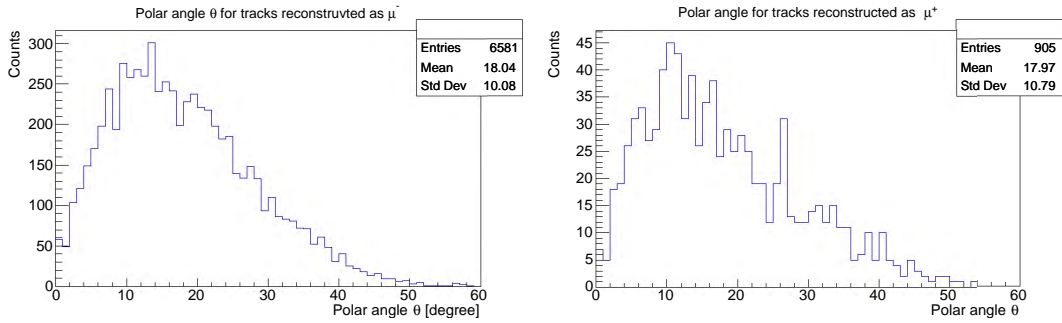 Polar angle θ for tracks reconstruvted as μ-
Counts
Entries 6581
Mean 18.04
Std Dev 10.08
300
250
200
150
100
50
0
0 10 20 30 40 50 60
Polar angle θ [degree]
Polar angle for tracks reconstructed as μ+
Counts
Entries 905
Mean 17.97
Std Dev 10.79
45
40
35
30
25
20
15
10
5
0
0 10 20 30 40 50 60
Polar angle θ